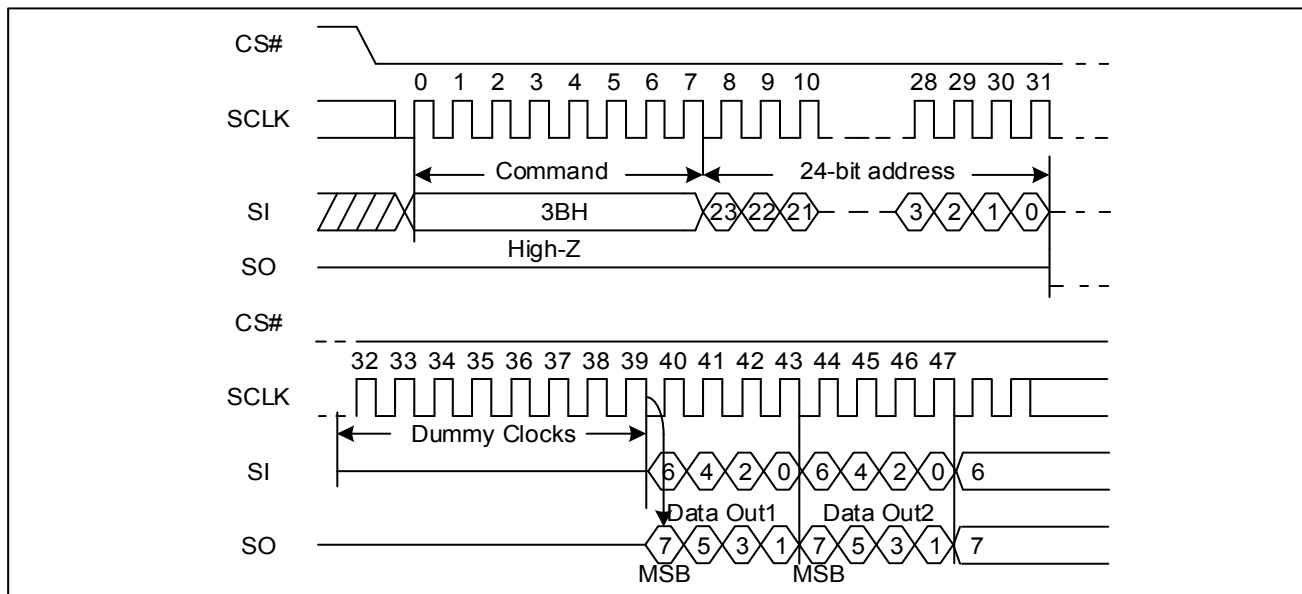 CS#
0 1 2 3 4 5 6 7 8 9 10 28 29 30 31
SCLK
Command 24-bit address
SI 3BH 23 22 21 3 2 1 0
High-Z
SO
CS#
32 33 34 35 36 37 38 39 40 41 42 43 44 45 46 47
SCLK
Dummy Clocks
SI 6 4 2 0 6 4 2 0 6
Data Out1 Data Out2
SO 7 5 3 1 7 5 3 1 7
MSB MSB